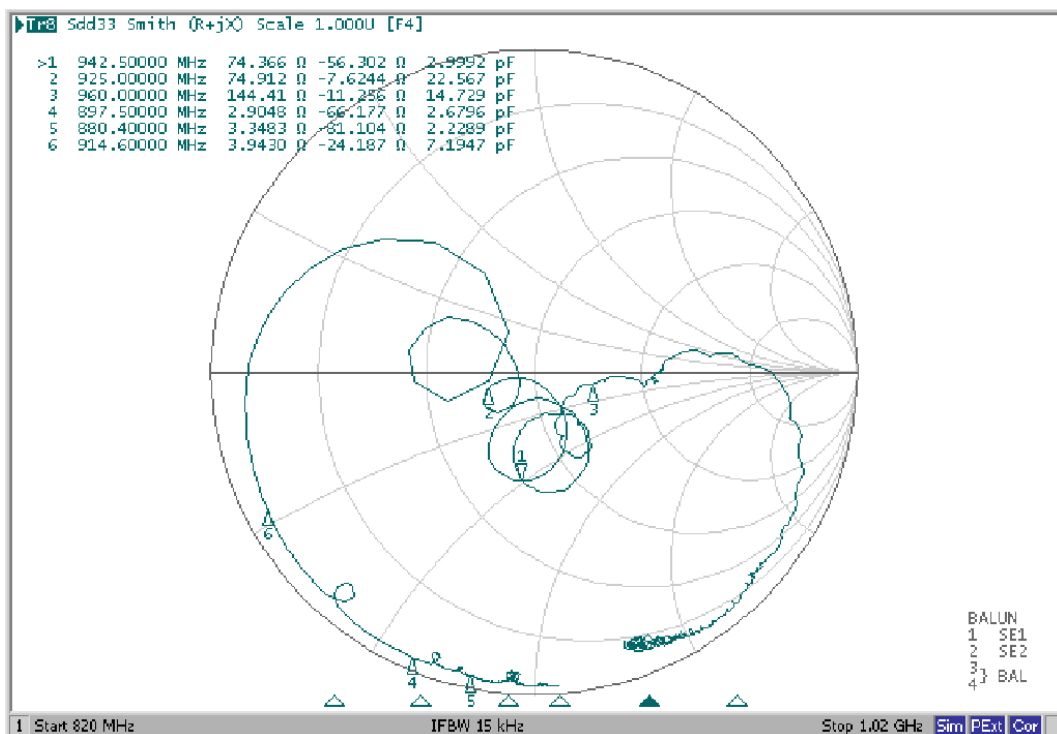 Tr8 Sdd33 Smith (R+jX) Scale 1.000U [F4]
>1 942.50000 MHz 74.366 Ω -56.302 Ω 2.9992 pF
2 925.00000 MHz 74.912 Ω -7.6244 Ω 22.567 pF
3 960.00000 MHz 144.41 Ω -11.256 Ω 14.729 pF
4 897.50000 MHz 2.9048 Ω -66.177 Ω 2.6796 pF
5 880.40000 MHz 3.3483 Ω -81.104 Ω 2.2289 pF
6 914.60000 MHz 3.9430 Ω -24.187 Ω 7.1947 pF
2
3
1
6
4
5
BALUN
1 SE1
2 SE2
3
4} BAL
1 Start 820 MHz IFBW 15 kHz Stop 1.02 GHz Sim PExt Cor